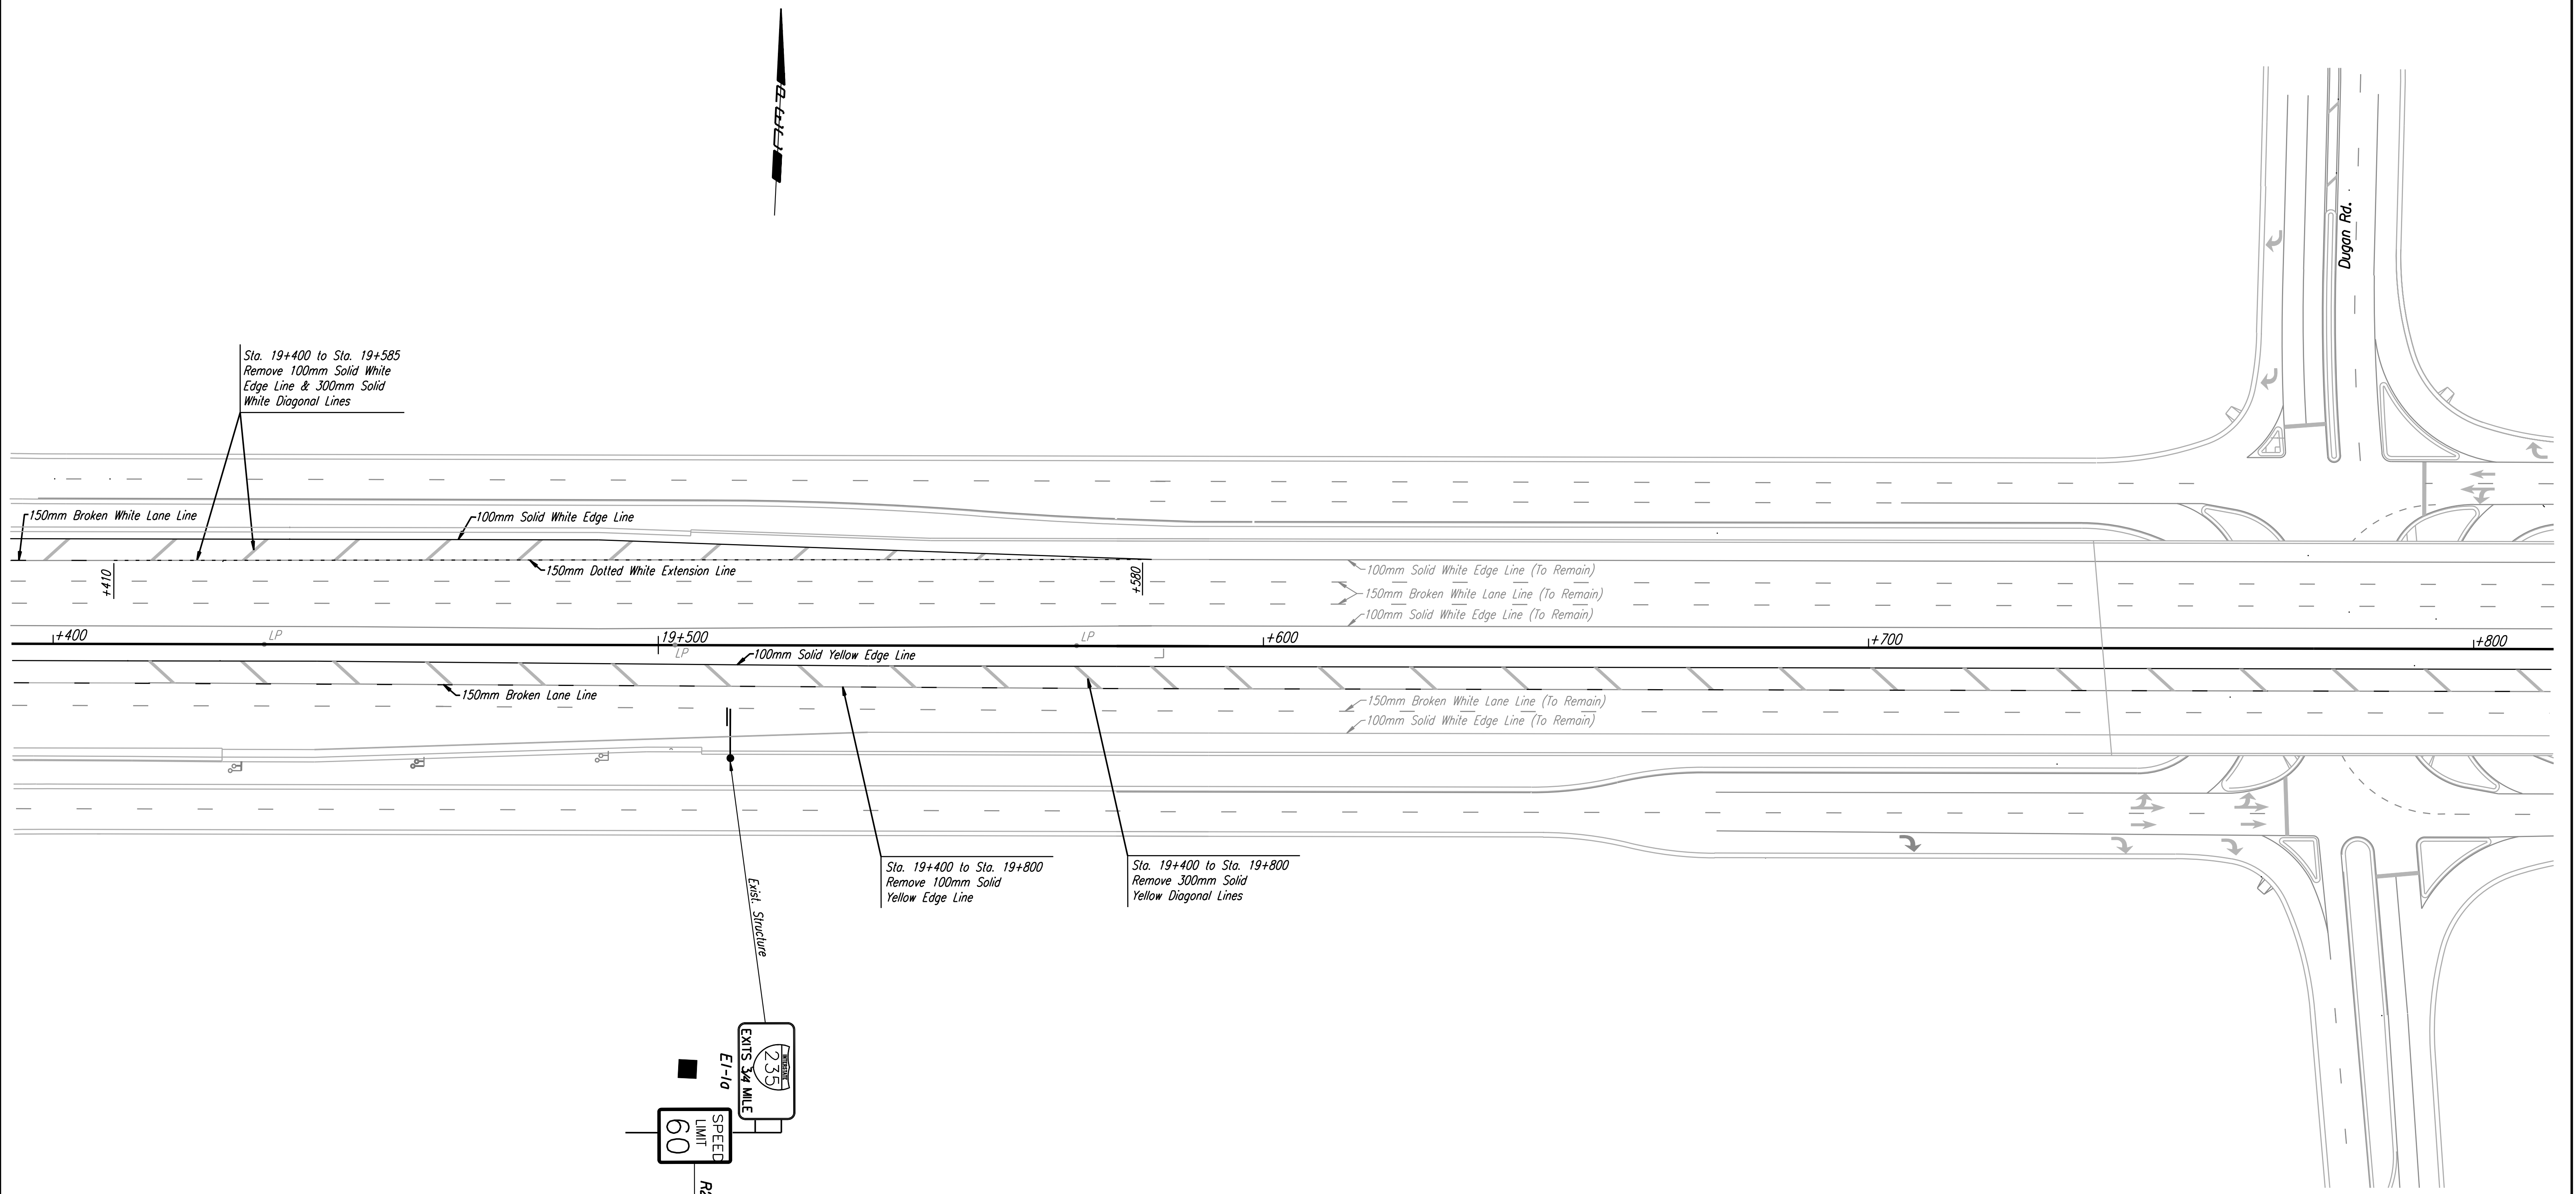 Dugan Rd.
Sta. 19+400 to Sta. 19+585
Remove 100mm Solid White
Edge Line & 300mm Solid
White Diagonal Lines
150mm Broken White Lane Line
100mm Solid White Edge Line
150mm Dotted White Extension Line
+410
+580
100mm Solid White Edge Line (To Remain)
150mm Broken White Lane Line (To Remain)
100mm Solid White Edge Line (To Remain)
+400
LP
19+500
LP
LP
+600
+700
+800
100mm Solid Yellow Edge Line
150mm Broken Lane Line
150mm Broken White Lane Line (To Remain)
100mm Solid White Edge Line (To Remain)
Sta. 19+400 to Sta. 19+800
Remove 100mm Solid
Yellow Edge Line
Sta. 19+400 to Sta. 19+800
Remove 300mm Solid
Yellow Diagonal Lines
Exist. Structure
INTERSTATE
235
EXITS 3/4 MILE
E1-1a
SPEED
LIMIT
60